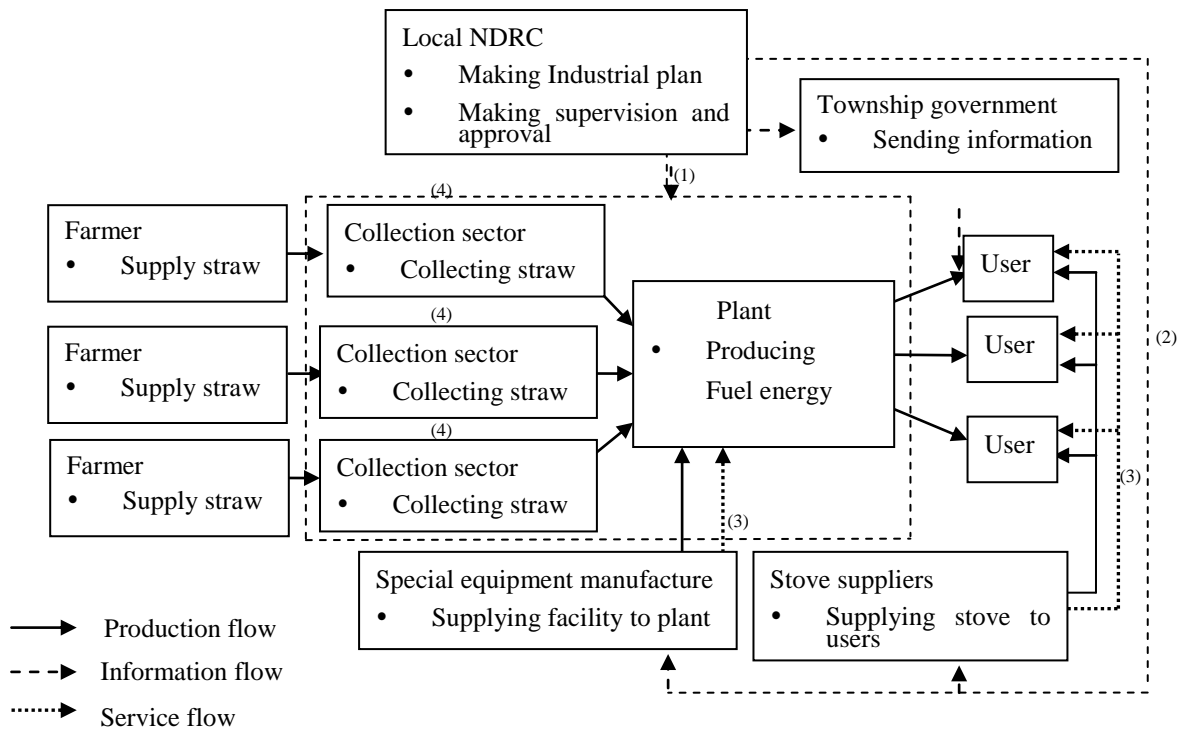 Local NDRC
• Making Industrial plan
• Making supervision and
approval
Township government
• Sending information
(1)
(4)
Farmer
• Supply straw
Collection sector
• Collecting straw
User
(4)
Farmer
• Supply straw
Collection sector
• Collecting straw
Plant
• Producing
Fuel energy
User
(2)
(4)
Farmer
• Supply straw
Collection sector
• Collecting straw
User
(3)
(3)
Special equipment manufacture
• Supplying facility to plant
Stove suppliers
• Supplying stove to
users
Production flow
Information flow
Service flow